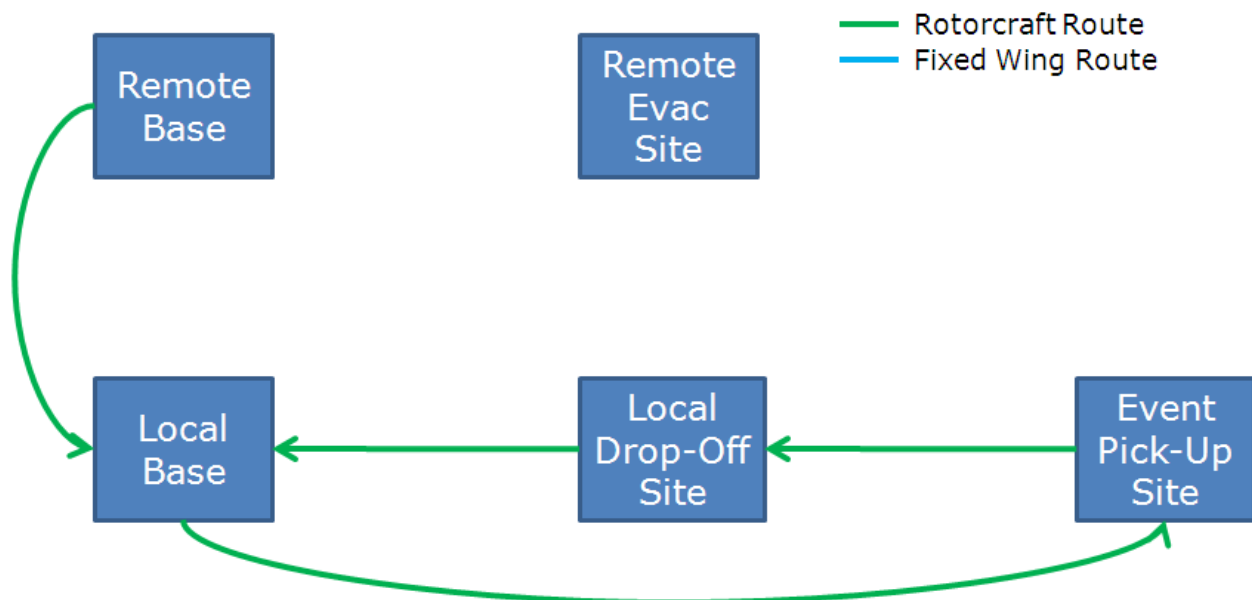 Rotorcraft Route
Fixed Wing Route
Remote
Base
Remote
Evac
Site
Local
Base
Local
Drop-Off
Site
Event
Pick-Up
Site